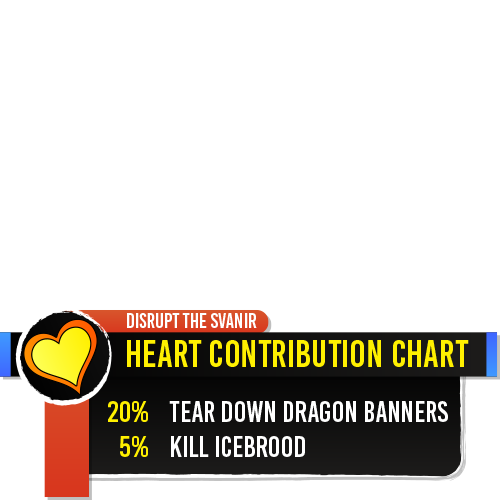 DISRUPT THE SVANIR
HEART CONTRIBUTION CHART
20% TEAR DOWN DRAGON BANNERS
5% KILL ICEBROOD